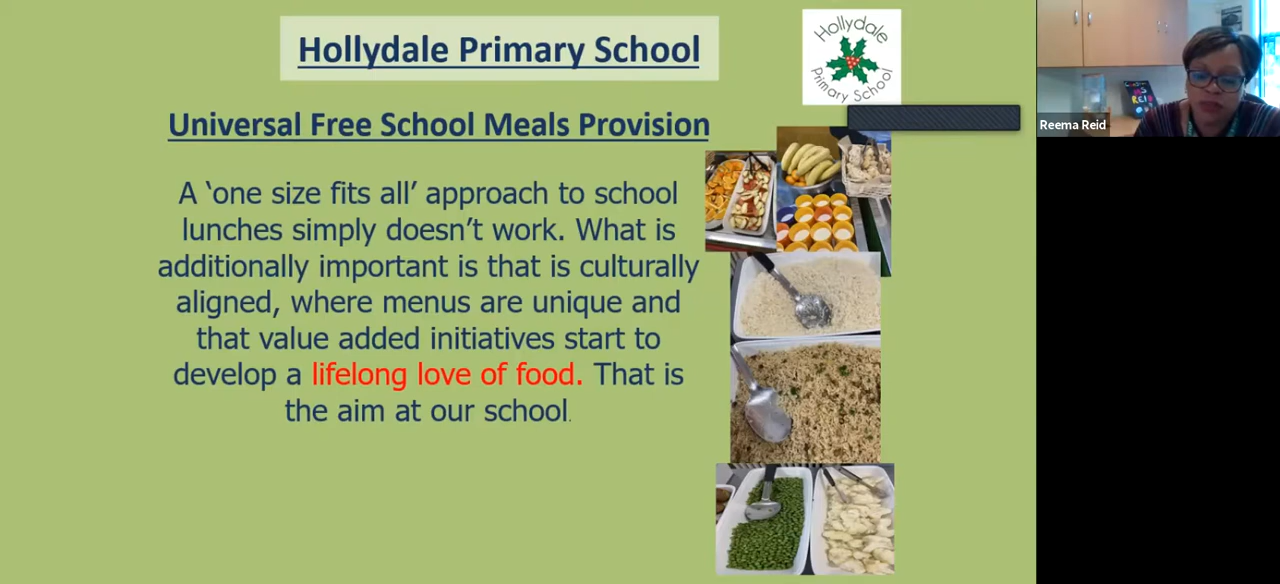 Hollydale Primary School
Hollydale
Primary School
Universal Free School Meals Provision
A ‘one size fits all’ approach to school
lunches simply doesn’t work. What is
additionally important is that is culturally
aligned, where menus are unique and
that value added initiatives start to
develop a lifelong love of food. That is
the aim at our school.
MS
REID
Reema Reid